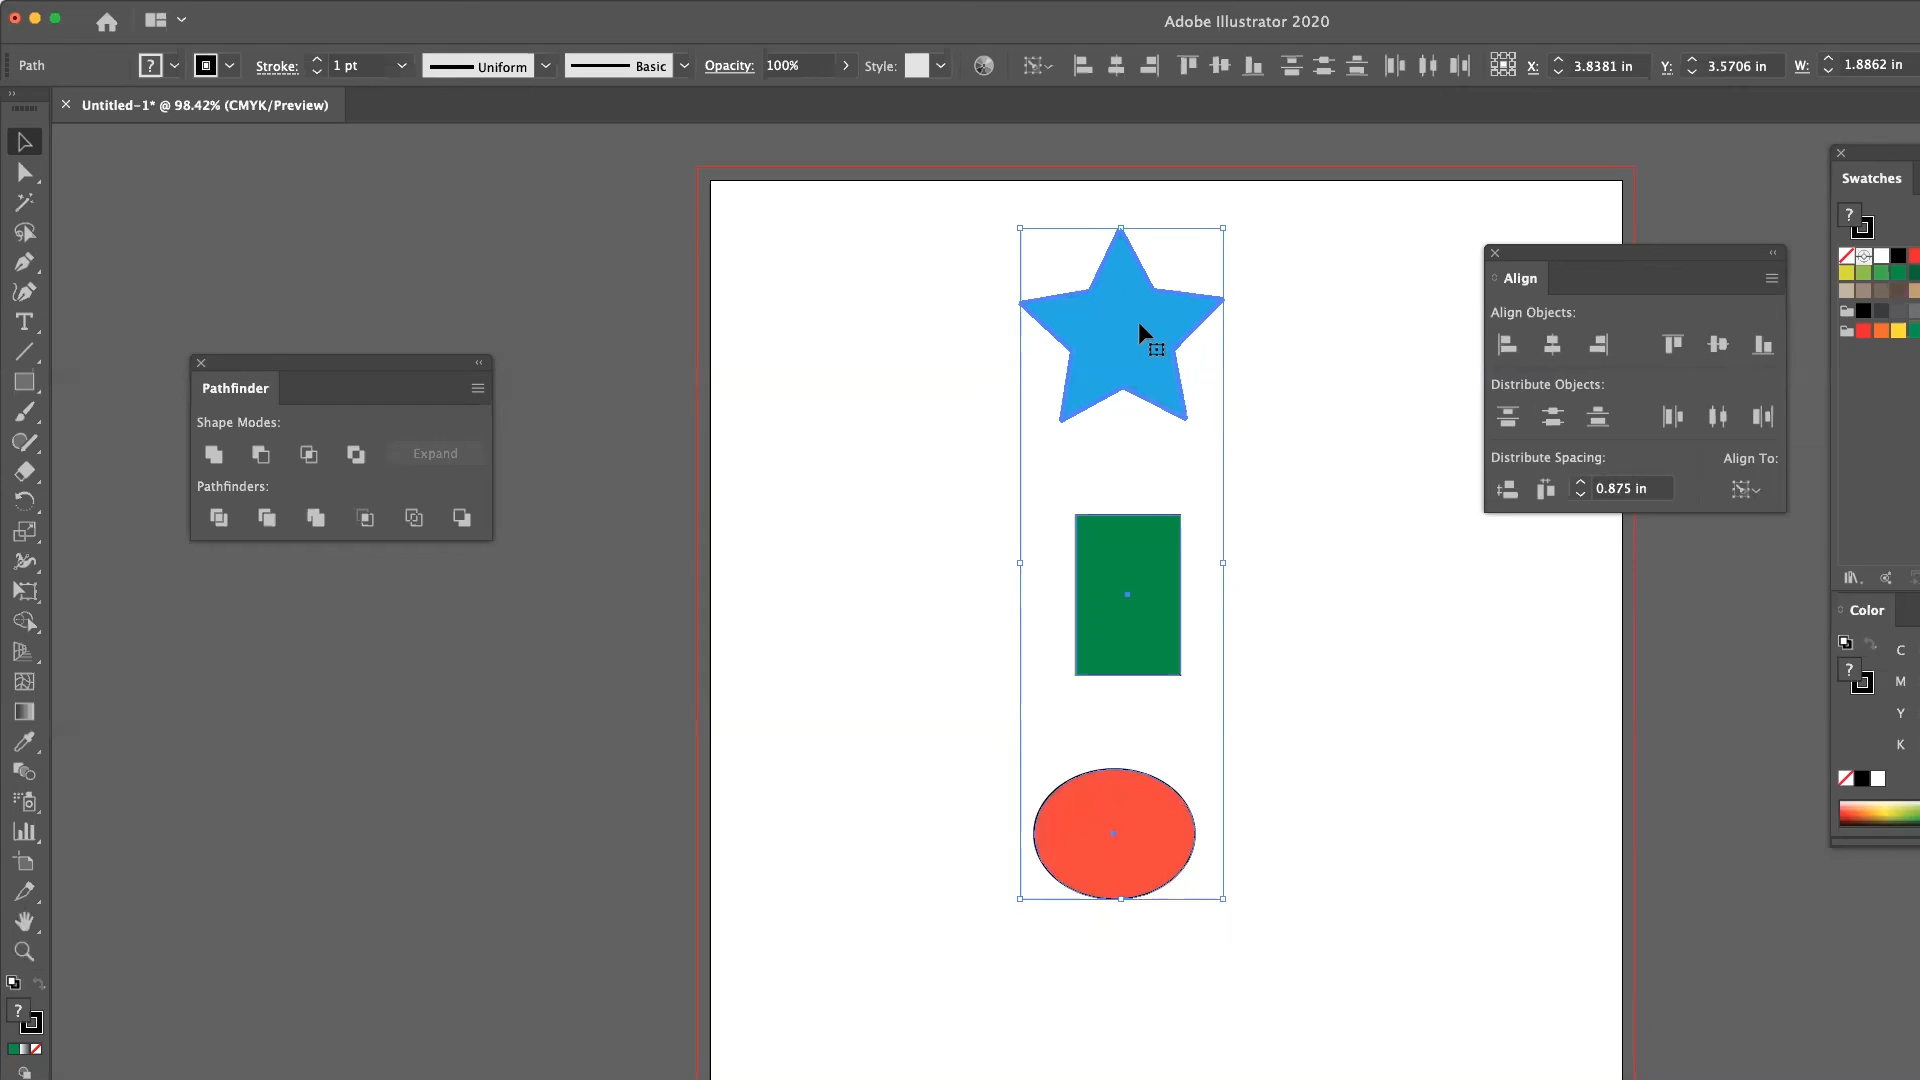 Adobe Illustrator 2020
Path
?
Stroke:
1 pt
Uniform
Basic
Opacity:
100%
Style:
X:
3.8381 in
Y:
3.5706 in
W:
1.8862 in
Untitled-1* @ 98.42% (CMYK/Preview)
Swatches
?
Align
Align Objects:
Distribute Objects:
Distribute Spacing:
Align To:
0.875 in
Pathfinder
Shape Modes:
Expand
Pathfinders:
Color
C
?
M
Y
K
?